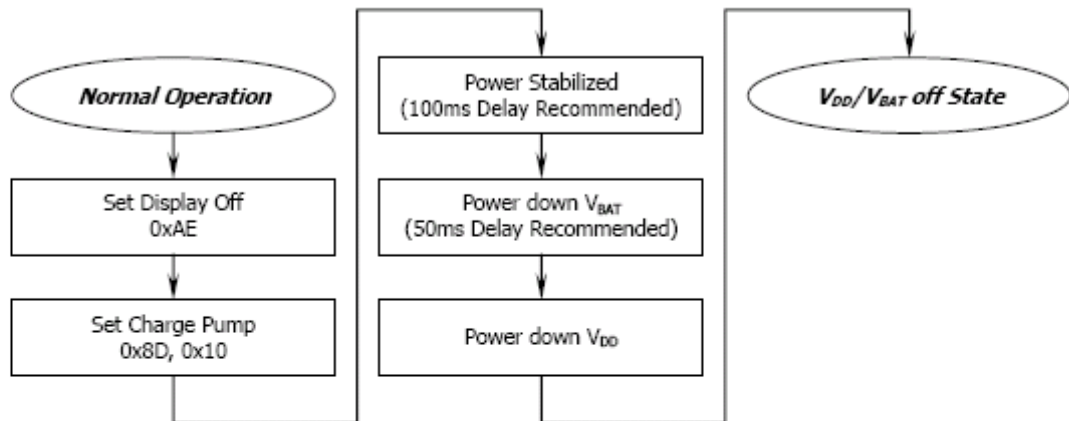 Normal Operation
Set Display Off
0xAE
Set Charge Pump
0x8D, 0x10
Power Stabilized
(100ms Delay Recommended)
Power down VBAT
(50ms Delay Recommended)
Power down VDD
VDD/VBAT off State